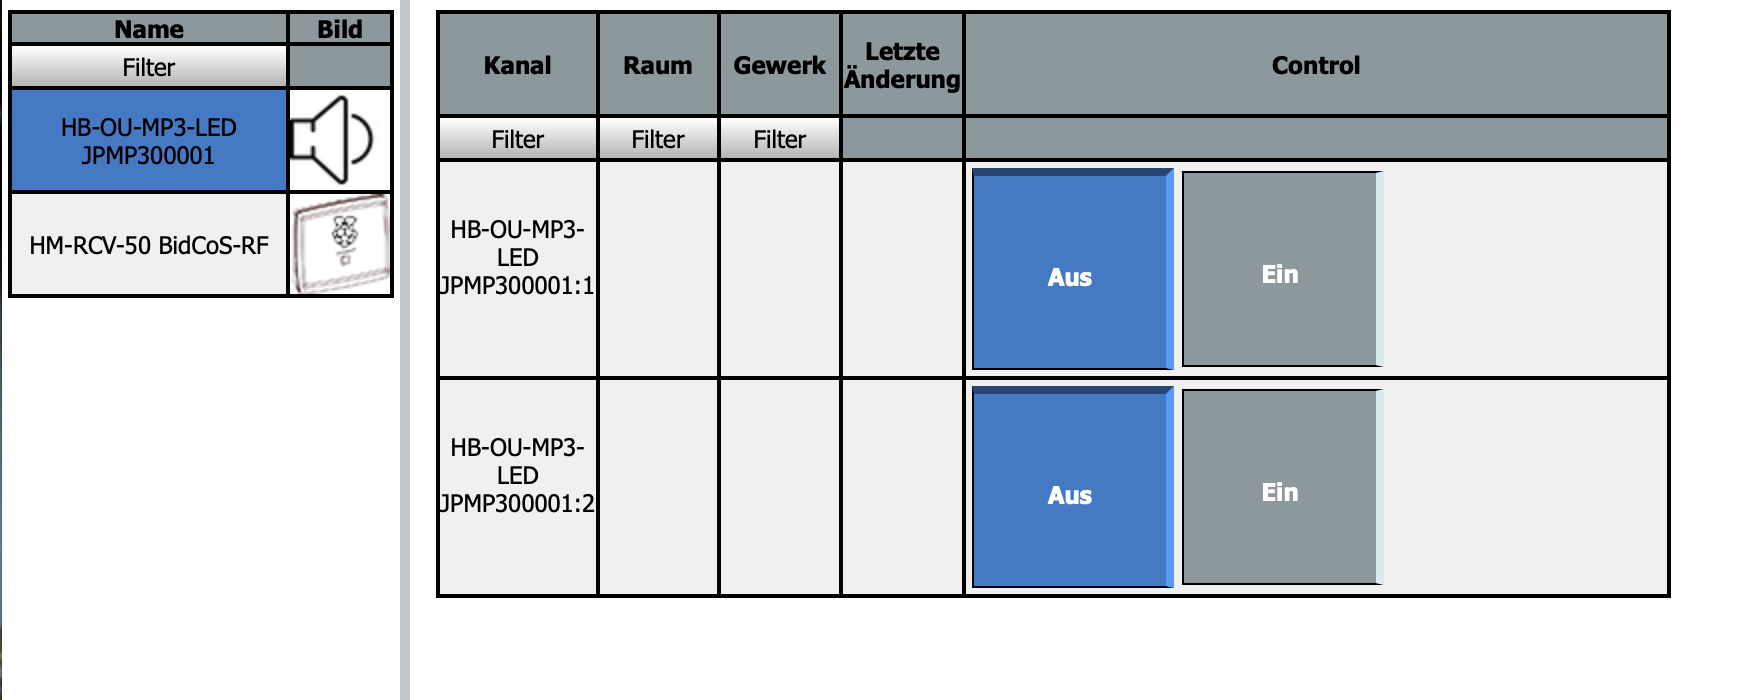 Name
Bild
Filter
HB-OU-MP3-LED
JPMP300001
HM-RCV-50 BidCoS-RF
Kanal
Raum
Gewerk
Letzte
Änderung
Control
Filter
Filter
Filter
HB-OU-MP3-
LED
JPMP300001:1
Aus
Ein
HB-OU-MP3-
LED
JPMP300001:2
Aus
Ein